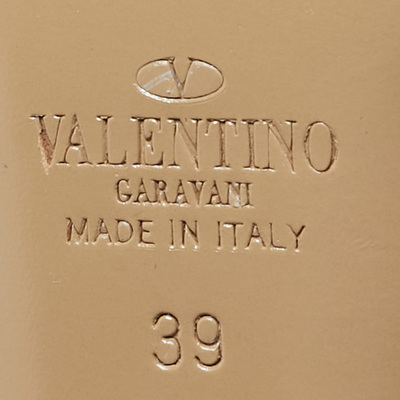 V
VALENTINO
GARAVANI
MADE IN ITALY
39